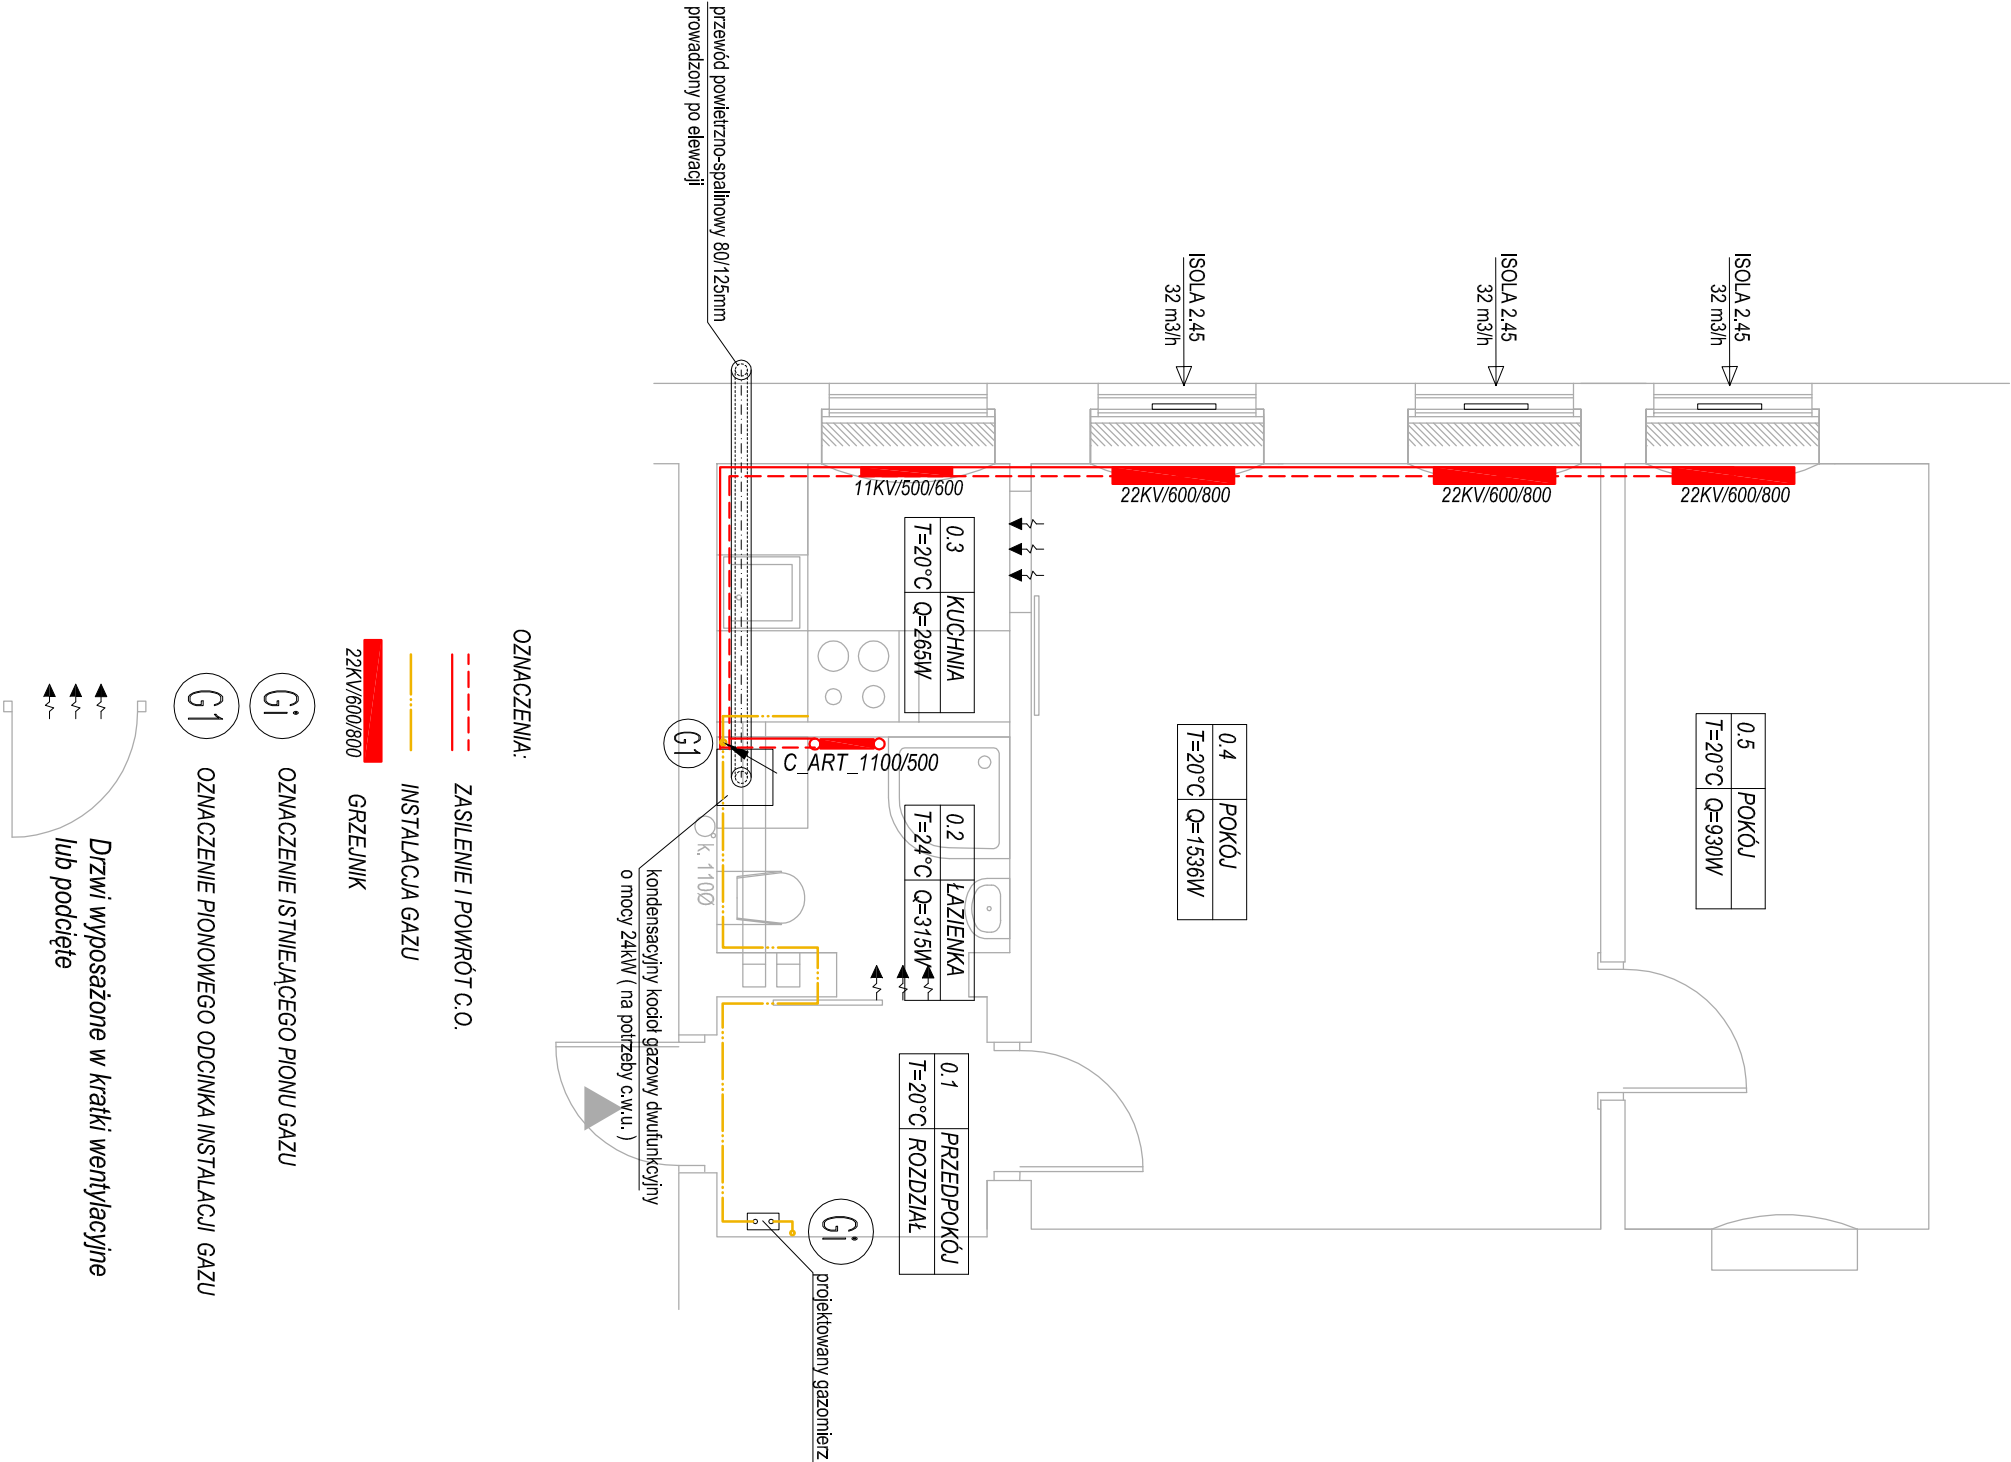 ISOLA 2.45
32 m3/h
ISOLA 2.45
32 m3/h
ISOLA 2.45
32 m3/h
przewód powietrzno-spalinowy 80/125mm
prowadzony po elewacji
22KV/600/800
22KV/600/800
22KV/600/800
11KV/500/600
0.5 POKÓJ
T=20°C Q=930W
0.4 POKÓJ
T=20°C Q=1536W
0.3 KUCHNIA
T=20°C Q=265W
C_ART_1100/500
G1
0.2 ŁAZIENKA
T=24°C Q=315W
k. 110Ø
0.1 PRZEDPOKÓJ
T=20°C ROZDZIAŁ
kondensacyjny kocioł gazowy dwufunkcyjny
o mocy 24kW ( na potrzeby c.w.u. )
Gi
projektowany gazomierz
OZNACZENIA:
ZASILENIE I POWRÓT C.O.
INSTALACJA GAZU
22KV/600/800 GRZEJNIK
Gi OZNACZENIE ISTNIEJĄCEGO PIONU GAZU
G1 OZNACZENIE PIONOWEGO ODCINKA INSTALACJI GAZU
Drzwi wyposażone w kratki wentylacyjne
lub podcięte